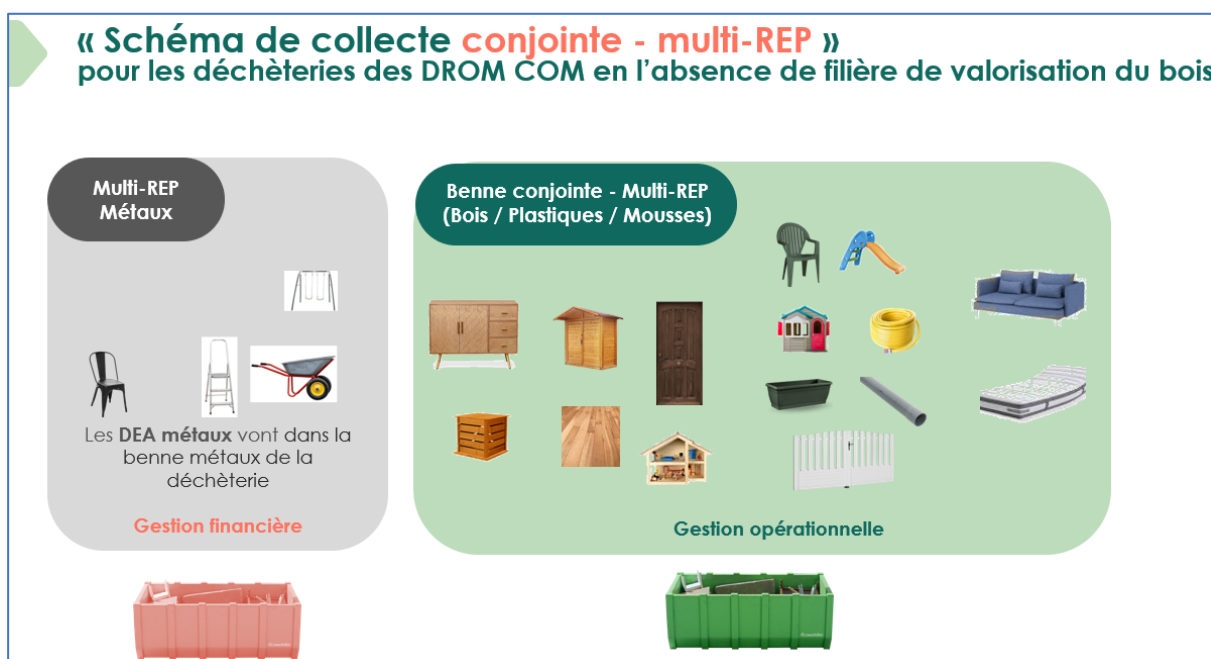 « Schéma de collecte conjointe - multi-REP »
pour les déchèteries des DROM COM en l’absence de filière de valorisation du bois
Multi-REP
Métaux
Les DEA métaux vont dans la
benne métaux de la
déchèterie
Gestion financière
Benne conjointe - Multi-REP
(Bois / Plastiques / Mousses)
Gestion opérationnelle